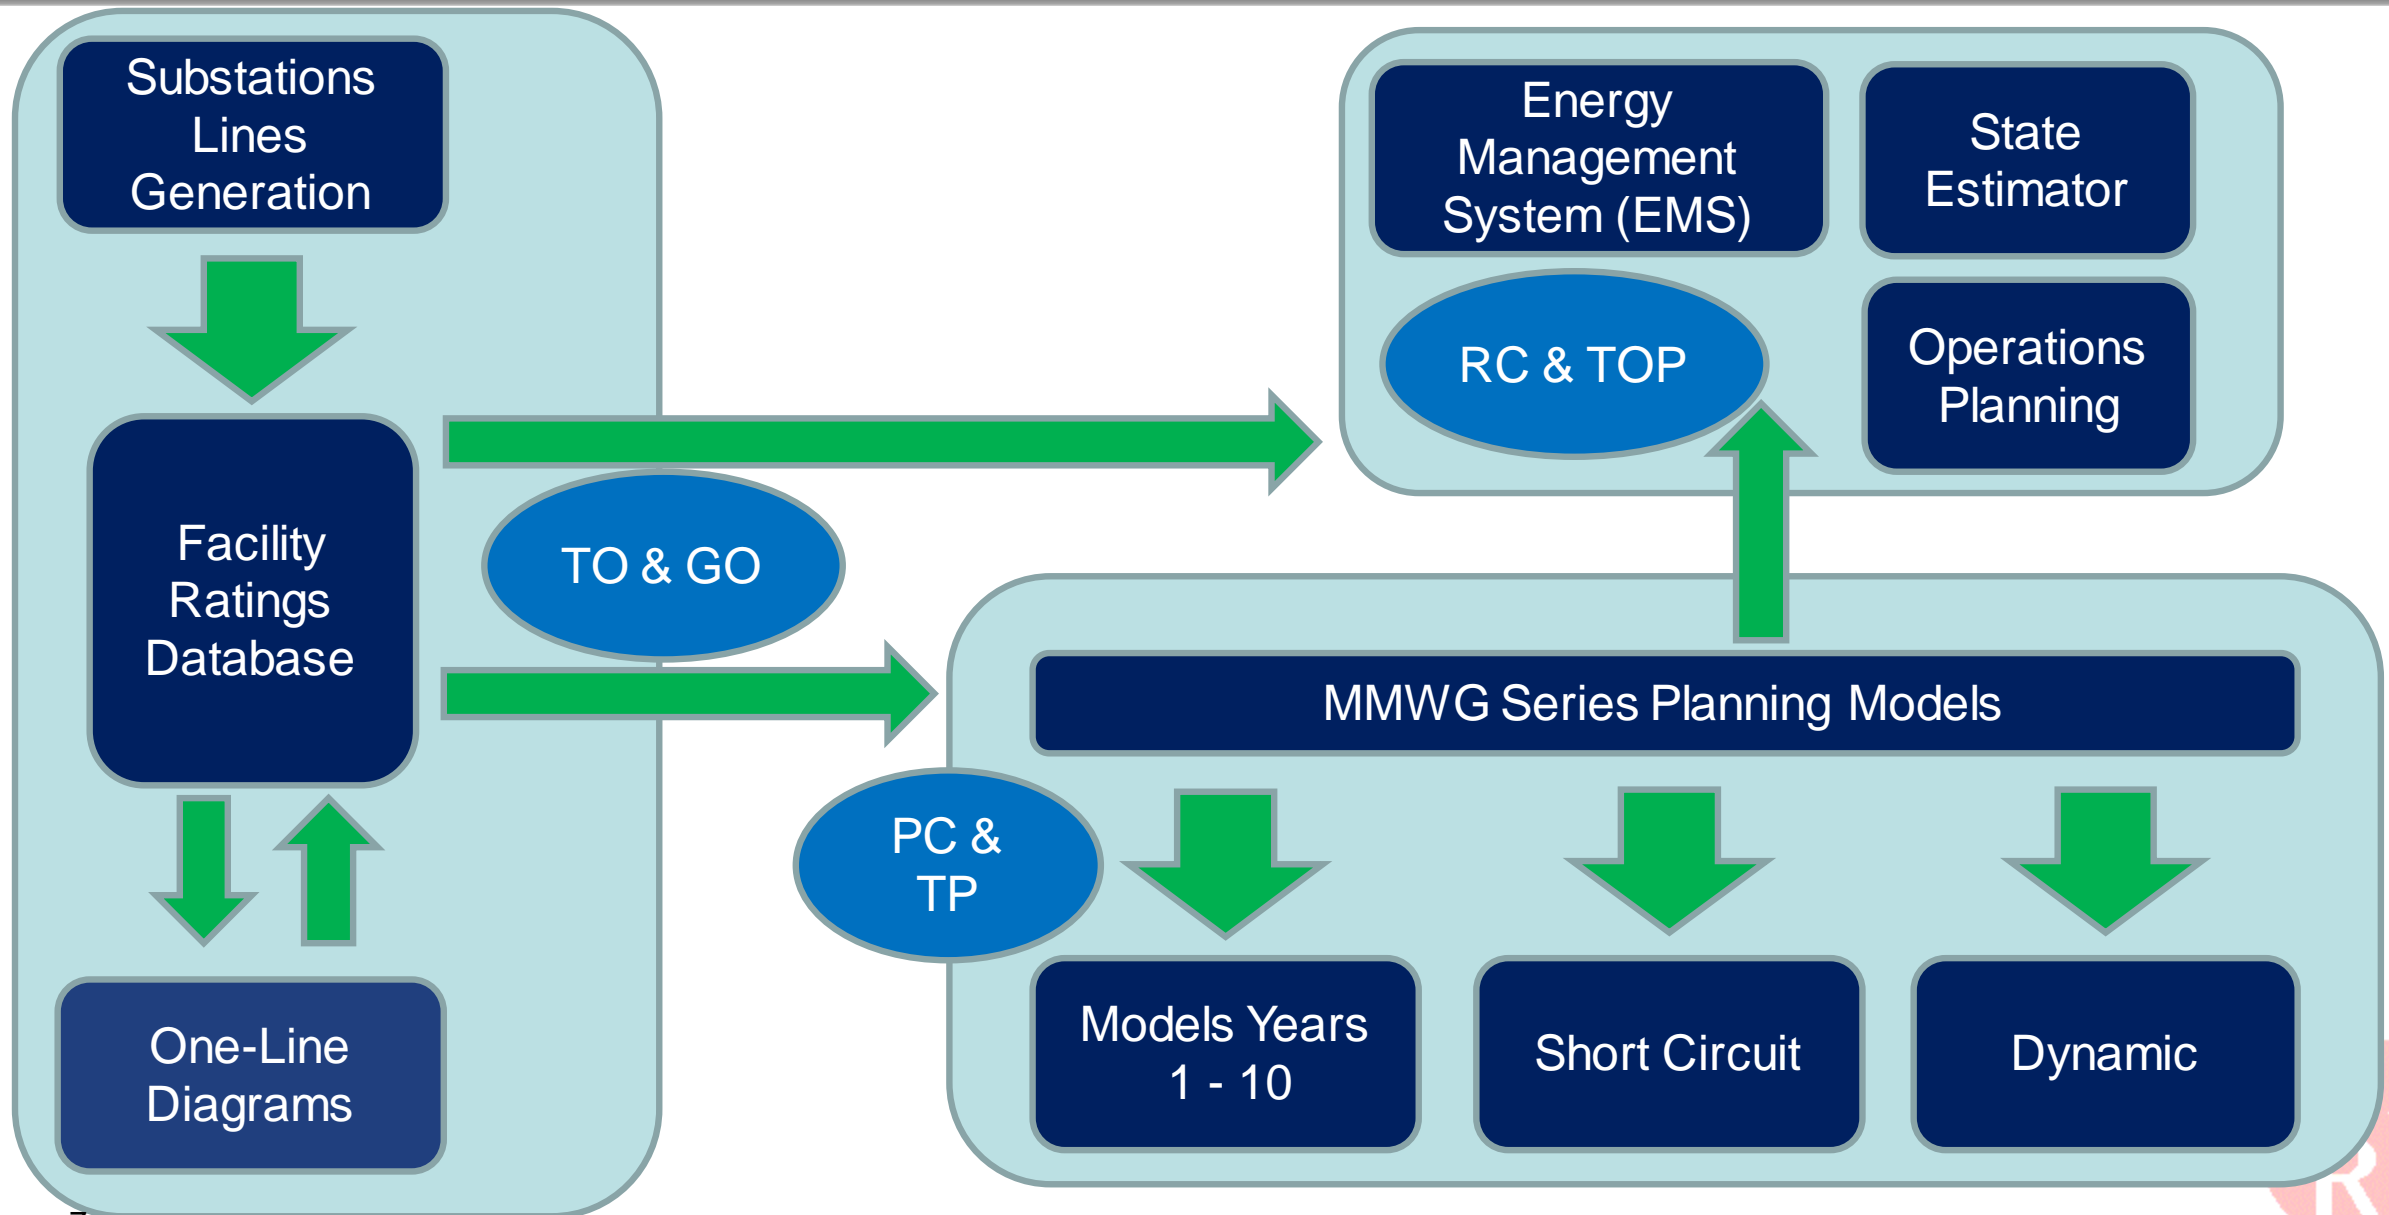 Substations
Lines
Generation
Facility
Ratings
Database
One-Line
Diagrams
TO & GO
Energy
Management
System (EMS)
State
Estimator
RC & TOP
Operations
Planning
MMWG Series Planning Models
PC &
TP
Models Years
1 - 10
Short Circuit
Dynamic
R